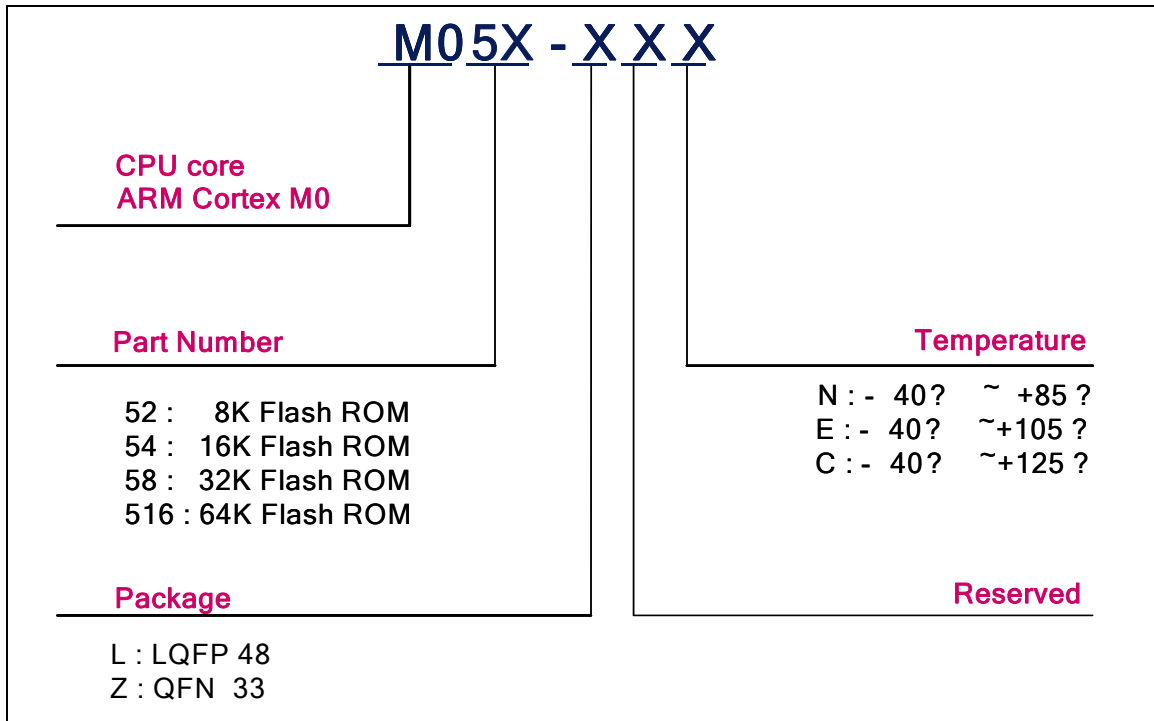 M05X - X X X
CPU core
ARM Cortex M0
Part Number
52 : 8K Flash ROM
54 : 16K Flash ROM
58 : 32K Flash ROM
516 : 64K Flash ROM
Temperature
N : - 40? ~ +85 ?
E : - 40? ~+105 ?
C : - 40? ~+125 ?
Package
L : LQFP 48
Z : QFN 33
Reserved